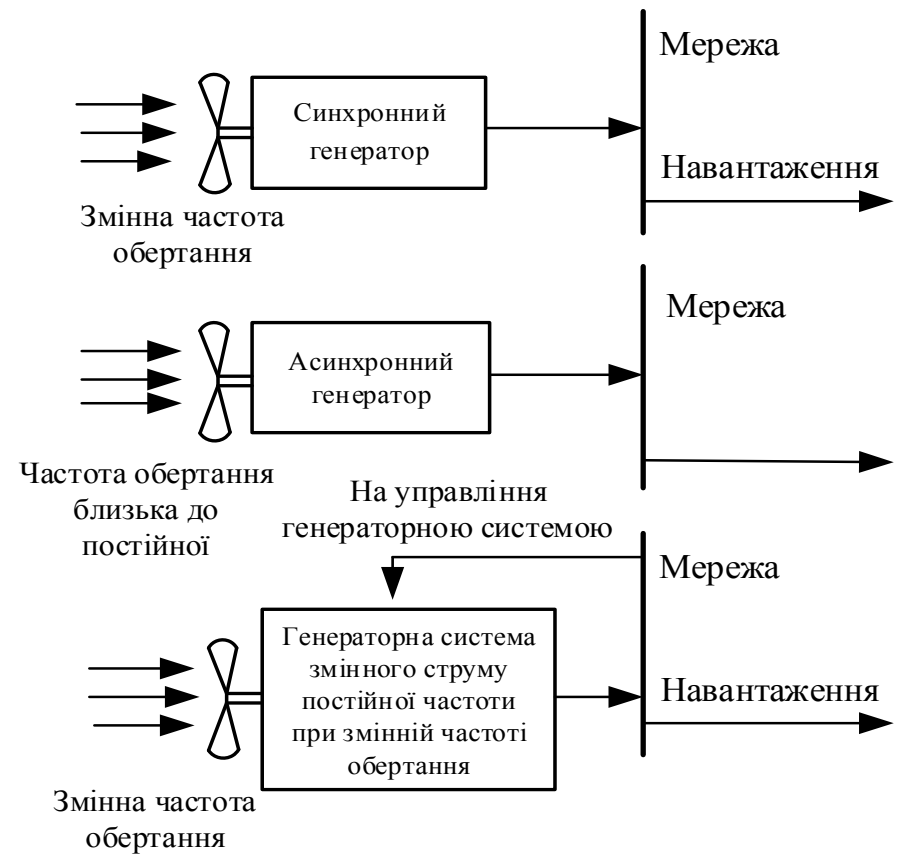 Мережа
Синхронний
генератор
Навантаження
Змінна частота
обертання
Мережа
Асинхронний
генератор
Частота обертання
близька до
постійної
На управління
генераторною системою
Мережа
Генераторна система
змінного струму
постійної частоти
при змінній частоті
обертання
Навантаження
Змінна частота
обертання